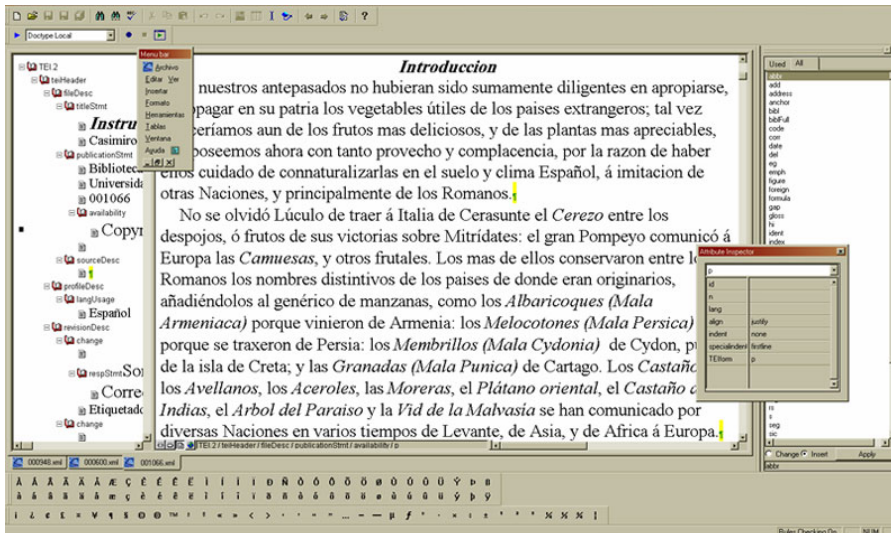 Doctype Local
Menu bar
Archivo
Editar Ver
Insertar
Formato
Herramientas
Tablas
Ventana
Ayuda
TEI.2
teiHeader
fileDesc
titleStmt
Instru
Casimiro
publicationStmt
Bibliotec
Universida
001066
availability
Copyr
sourceDesc
profileDesc
langUsage
Español
revisionDesc
change
respStmt Son
Corre
Etiquetado
change
Introduccion
nuestros antepasados no hubieran sido sumamente diligentes en apropiarse,
opagar en su patria los vegetables útiles de los paises extrangeros; tal vez
ceríamos aun de los frutos mas deliciosos, y de las plantas mas apreciables,
poseemos ahora con tanto provecho y complacencia, por la razon de haber
ellos cuidado de connaturalizarlas en el suelo y clima Español, á imitacion de
otras Naciones, y principalmente de los Romanos.
No se olvidó Lúculo de traer á Italia de Cerasunte el Cerezo entre los
despojos, ó frutos de sus victorias sobre Mitrídates: el gran Pompeyo comunicó á
Europa las Camuesas, y otros frutales. Los mas de ellos conservaron entre lo
Romanos los nombres distintivos de los paises de donde eran originarios,
añadiéndolos al genérico de manzanas, como los Albaricoques (Mala
Armeniaca) porque vinieron de Armenia: los Melocotones (Mala Persica)
porque se traxeron de Persia: los Membrillos (Mala Cydonia) de Cydon, pu
de la isla de Creta; y las Granadas (Mala Punica) de Cartago. Los Castaño
los Avellanos, los Aceroles, las Moreras, el Plátano oriental, el Castaño d
Indias, el Arbol del Paraiso y la Vid de la Malvasía se han comunicado por
diversas Naciones en varios tiempos de Levante, de Asia, y de Africa á Europa.
TEI.2 / teiHeader / fileDesc / publicationStmt / availability / p
000948.xml 000600.xml 001066.xml
Used All
abbr
add
address
anchor
bibl
biblFull
code
corr
date
del
eg
emph
figure
foreign
formula
gap
gloss
hi
ident
index
Attribute Inspector
p
id
n
lang
align justify
indent none
specialindent firstline
TEIform p
rs
s
seg
sic
Change Insert Apply
abbr
Rules Checking On NUM